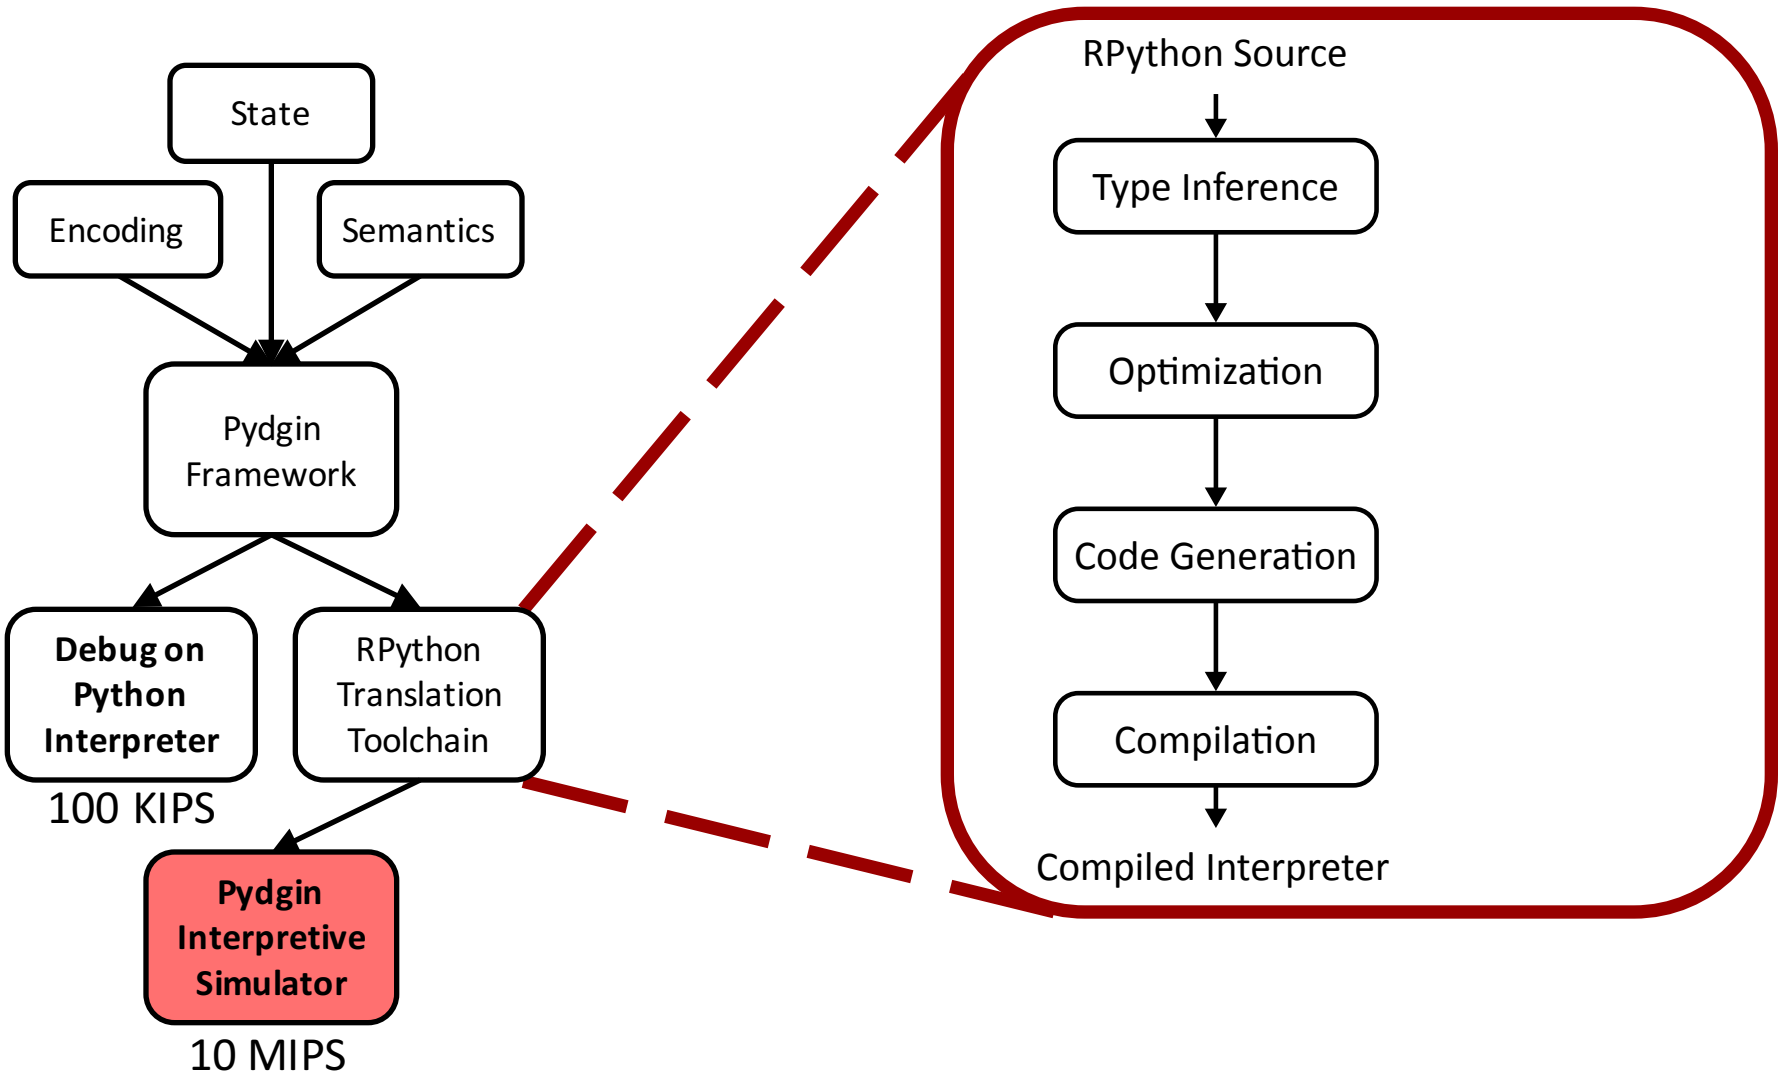 State
Encoding
Semantics
Pydgin
Framework
Debug on
Python
Interpreter
100 KIPS
RPython
Translation
Toolchain
Pydgin
Interpretive
Simulator
10 MIPS
RPython Source
Type Inference
Optimization
Code Generation
Compilation
Compiled Interpreter